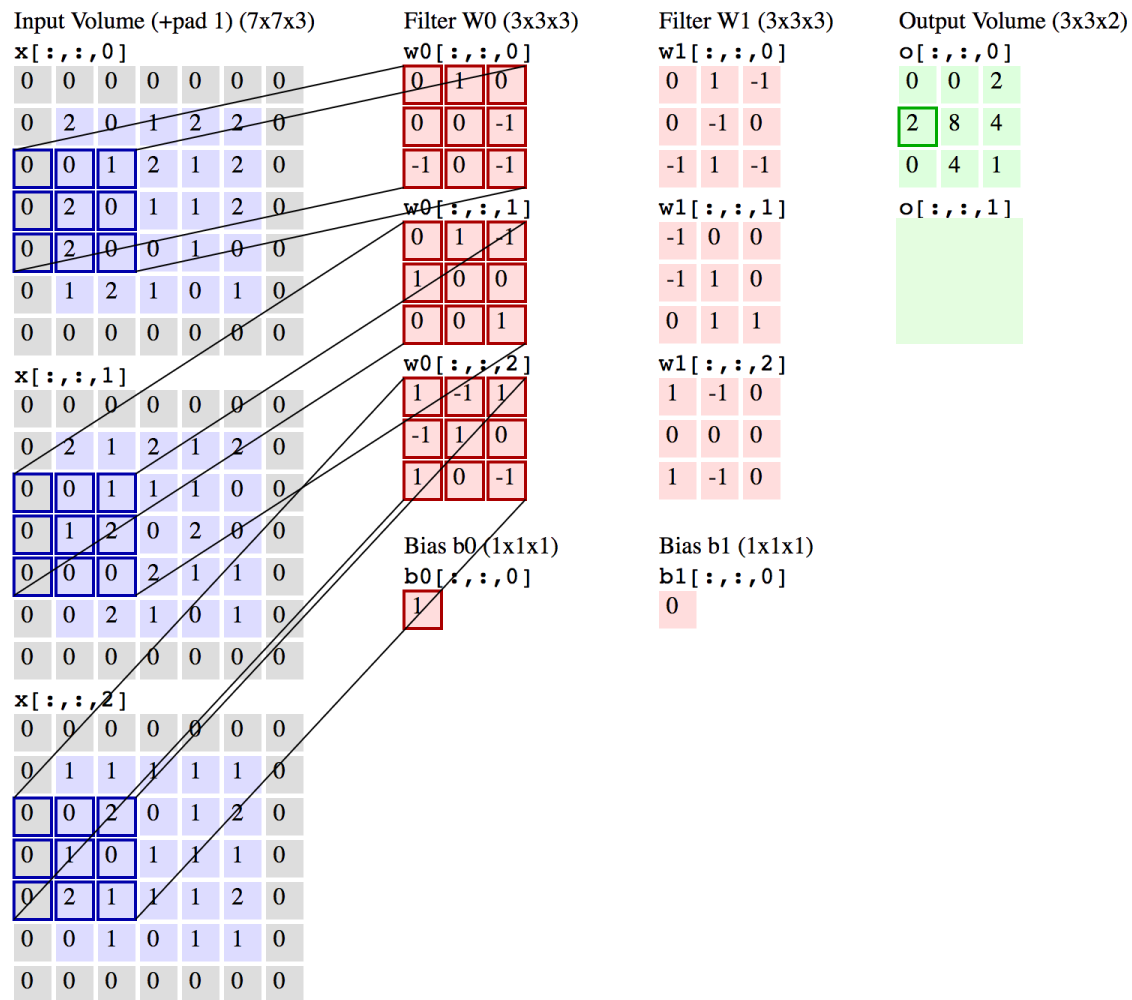 Input Volume (+pad 1) (7x7x3)
x[:,:,0]
0 0 0 0 0 0 0
0 2 0 1 2 2 0
0 0 1 2 1 2 0
0 2 0 1 1 2 0
0 2 0 0 1 0 0
0 1 2 1 0 1 0
0 0 0 0 0 0 0
x[:,:,1]
0 0 0 0 0 0 0
0 2 1 2 1 2 0
0 0 1 1 1 0 0
0 1 2 0 2 0 0
0 0 0 2 1 1 0
0 0 2 1 0 1 0
0 0 0 0 0 0 0
x[:,:,2]
0 0 0 0 0 0 0
0 1 1 1 1 1 0
0 0 2 0 1 2 0
0 1 0 1 1 1 0
0 2 1 1 1 2 0
0 0 1 0 1 1 0
0 0 0 0 0 0 0
Filter W0 (3x3x3)
w0[:,:,0]
0 1 0
0 0 -1
-1 0 -1
w0[:,:,1]
0 1 -1
1 0 0
0 0 1
w0[:,:,2]
1 -1 1
-1 1 0
1 0 -1
Bias b0 (1x1x1)
b0[:,:,0]
1
Filter W1 (3x3x3)
w1[:,:,0]
0 1 -1
0 -1 0
-1 1 -1
w1[:,:,1]
-1 0 0
-1 1 0
0 1 1
w1[:,:,2]
1 -1 0
0 0 0
1 -1 0
Bias b1 (1x1x1)
b1[:,:,0]
0
Output Volume (3x3x2)
o[:,:,0]
0 0 2
2 8 4
0 4 1
o[:,:,1]